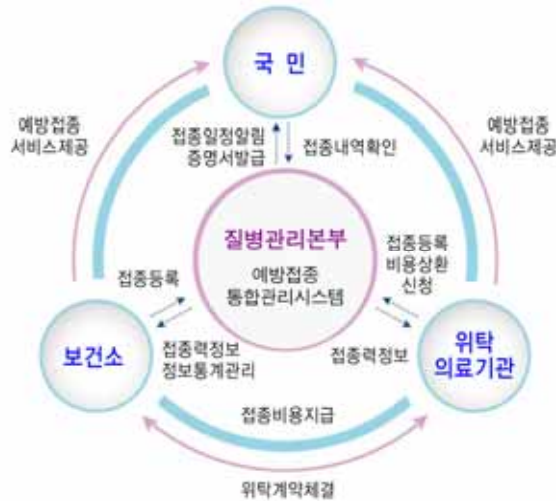 국 민
예방접종
서비스제공
접종일정알림
증명서발급
접종내역확인
예방접종
서비스제공
질병관리본부
예방접종
통합관리시스템
접종등록
접종등록
비용상환
신청
보건소
접종력정보
정보통계관리
접종력정보
위탁
의료기관
접종비용지급
위탁계약체결